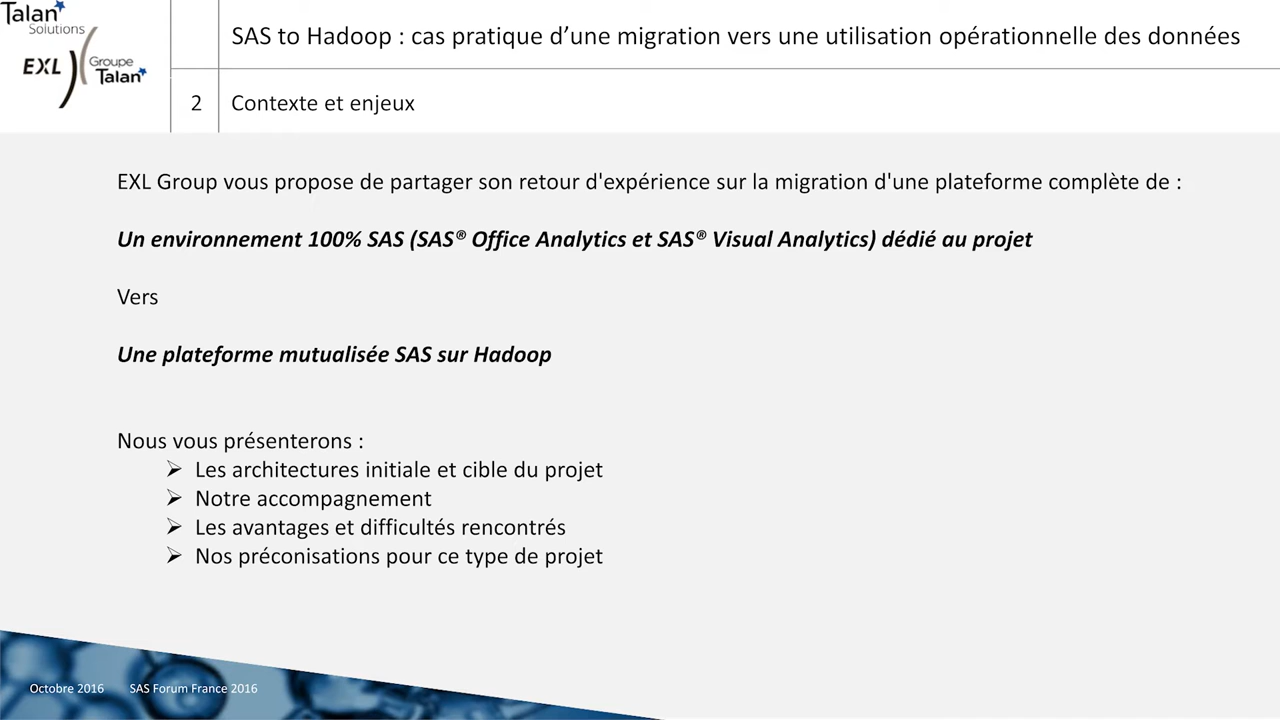 Talan
Solutions
EXL
Groupe
Talan
SAS to Hadoop : cas pratique d’une migration vers une utilisation opérationnelle des données
2
Contexte et enjeux
EXL Group vous propose de partager son retour d'expérience sur la migration d'une plateforme complète de :
Un environnement 100% SAS (SAS® Office Analytics et SAS® Visual Analytics) dédié au projet
Vers
Une plateforme mutualisée SAS sur Hadoop
Nous vous présenterons :
➢ Les architectures initiale et cible du projet
➢ Notre accompagnement
➢ Les avantages et difficultés rencontrés
➢ Nos préconisations pour ce type de projet
Octobre 2016 SAS Forum France 2016